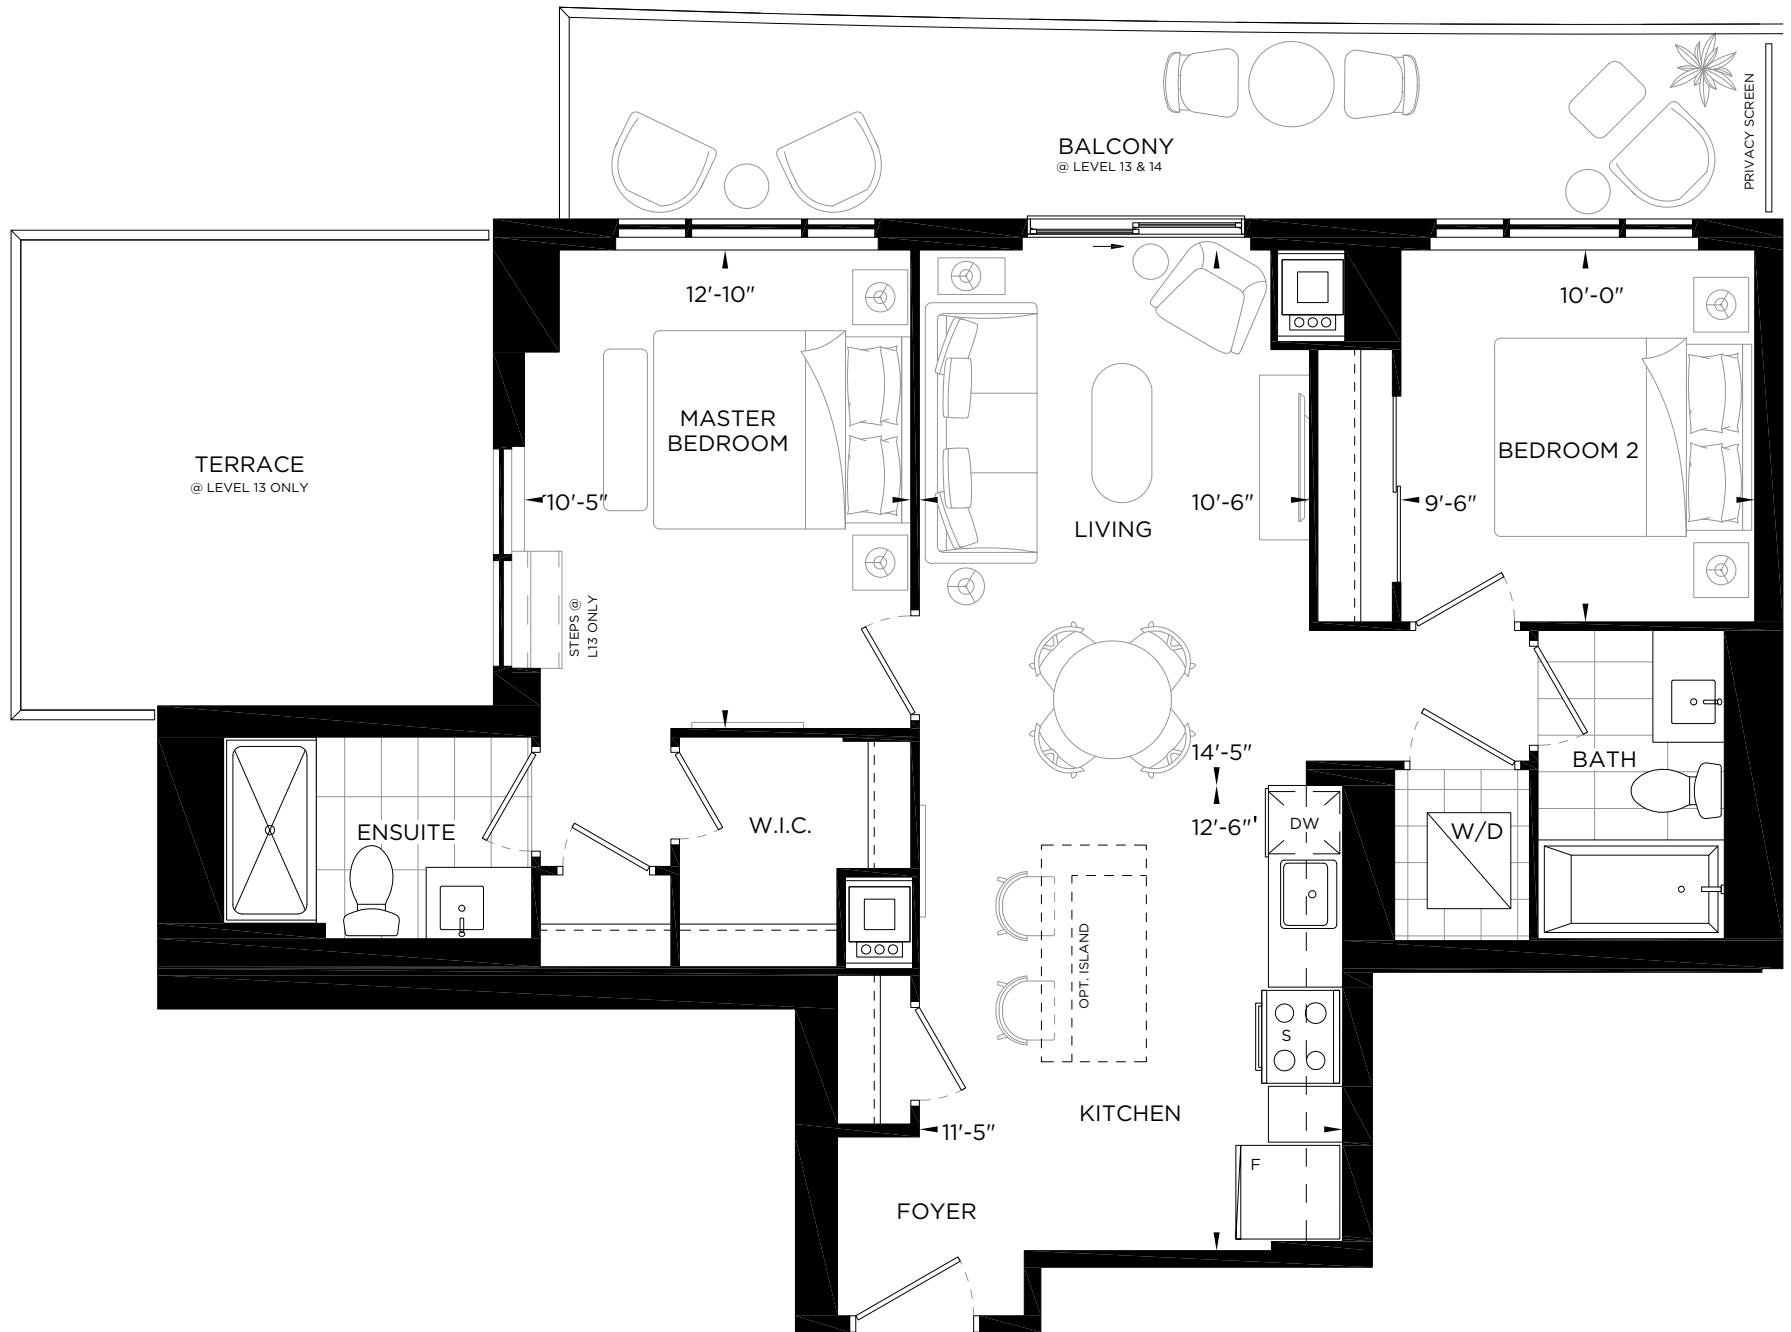 BALCONY
@ LEVEL 13 & 14
PRIVACY SCREEN
12'-10"
10'-0"
MASTER
BEDROOM
TERRACE
@ LEVEL 13 ONLY
BEDROOM 2
10'-5"
10'-6"
9'-6"
LIVING
STEPS @
L13 ONLY
14'-5"
BATH
12'-6"'
DW
W/D
W.I.C.
ENSUITE
OPT. ISLAND
S
KITCHEN
11'-5"
F
FOYER